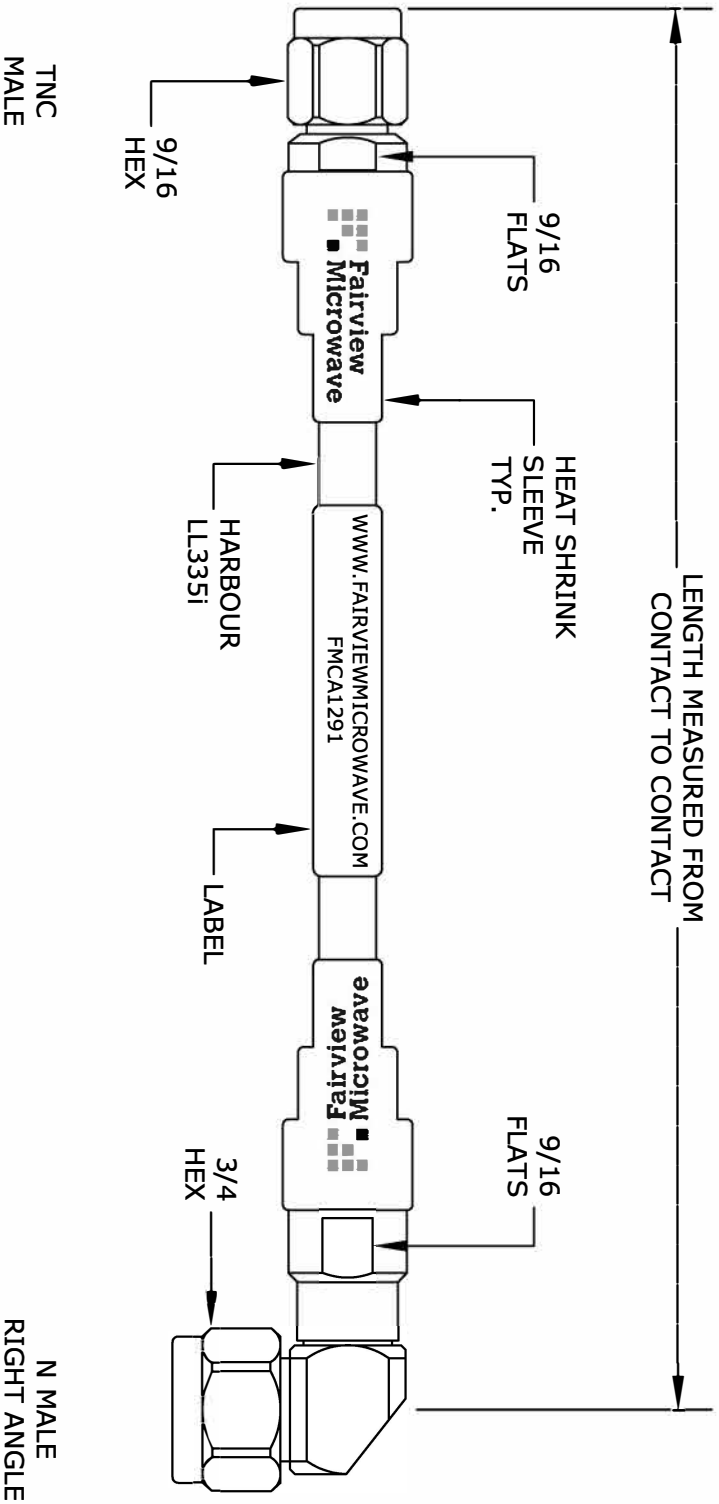 LENGTH MEASURED FROM
CONTACT TO CONTACT
9/16
FLATS
HEAT SHRINK
SLEEVE
TYP.
9/16
FLATS
Fairview
Microwave
WWW.FAIRVIEWMICROWAVE.COM
FMCA1291
Fairview
Microwave
9/16
HEX
HARBOUR
LL335i
LABEL
3/4
HEX
TNC
MALE
N MALE
RIGHT ANGLE